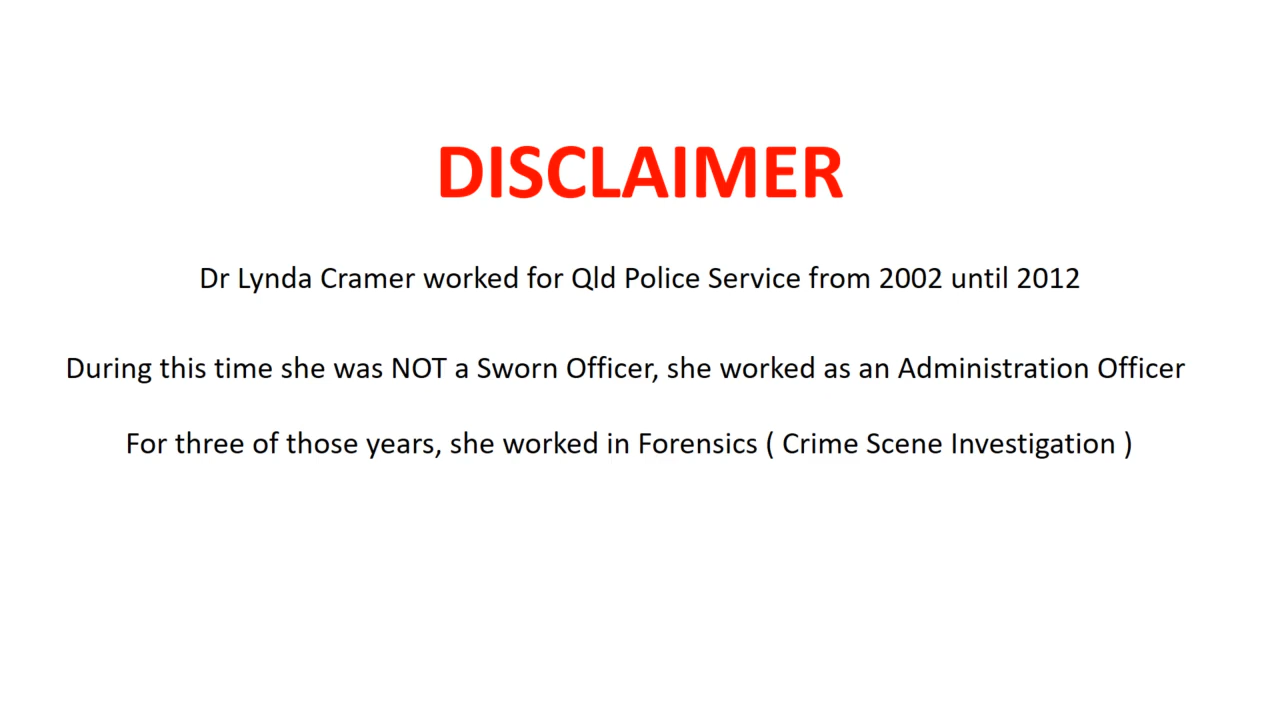 DISCLAIMER
Dr Lynda Cramer worked for Qld Police Service from 2002 until 2012
During this time she was NOT a Sworn Officer, she worked as an Administration Officer
For three of those years, she worked in Forensics ( Crime Scene Investigation )